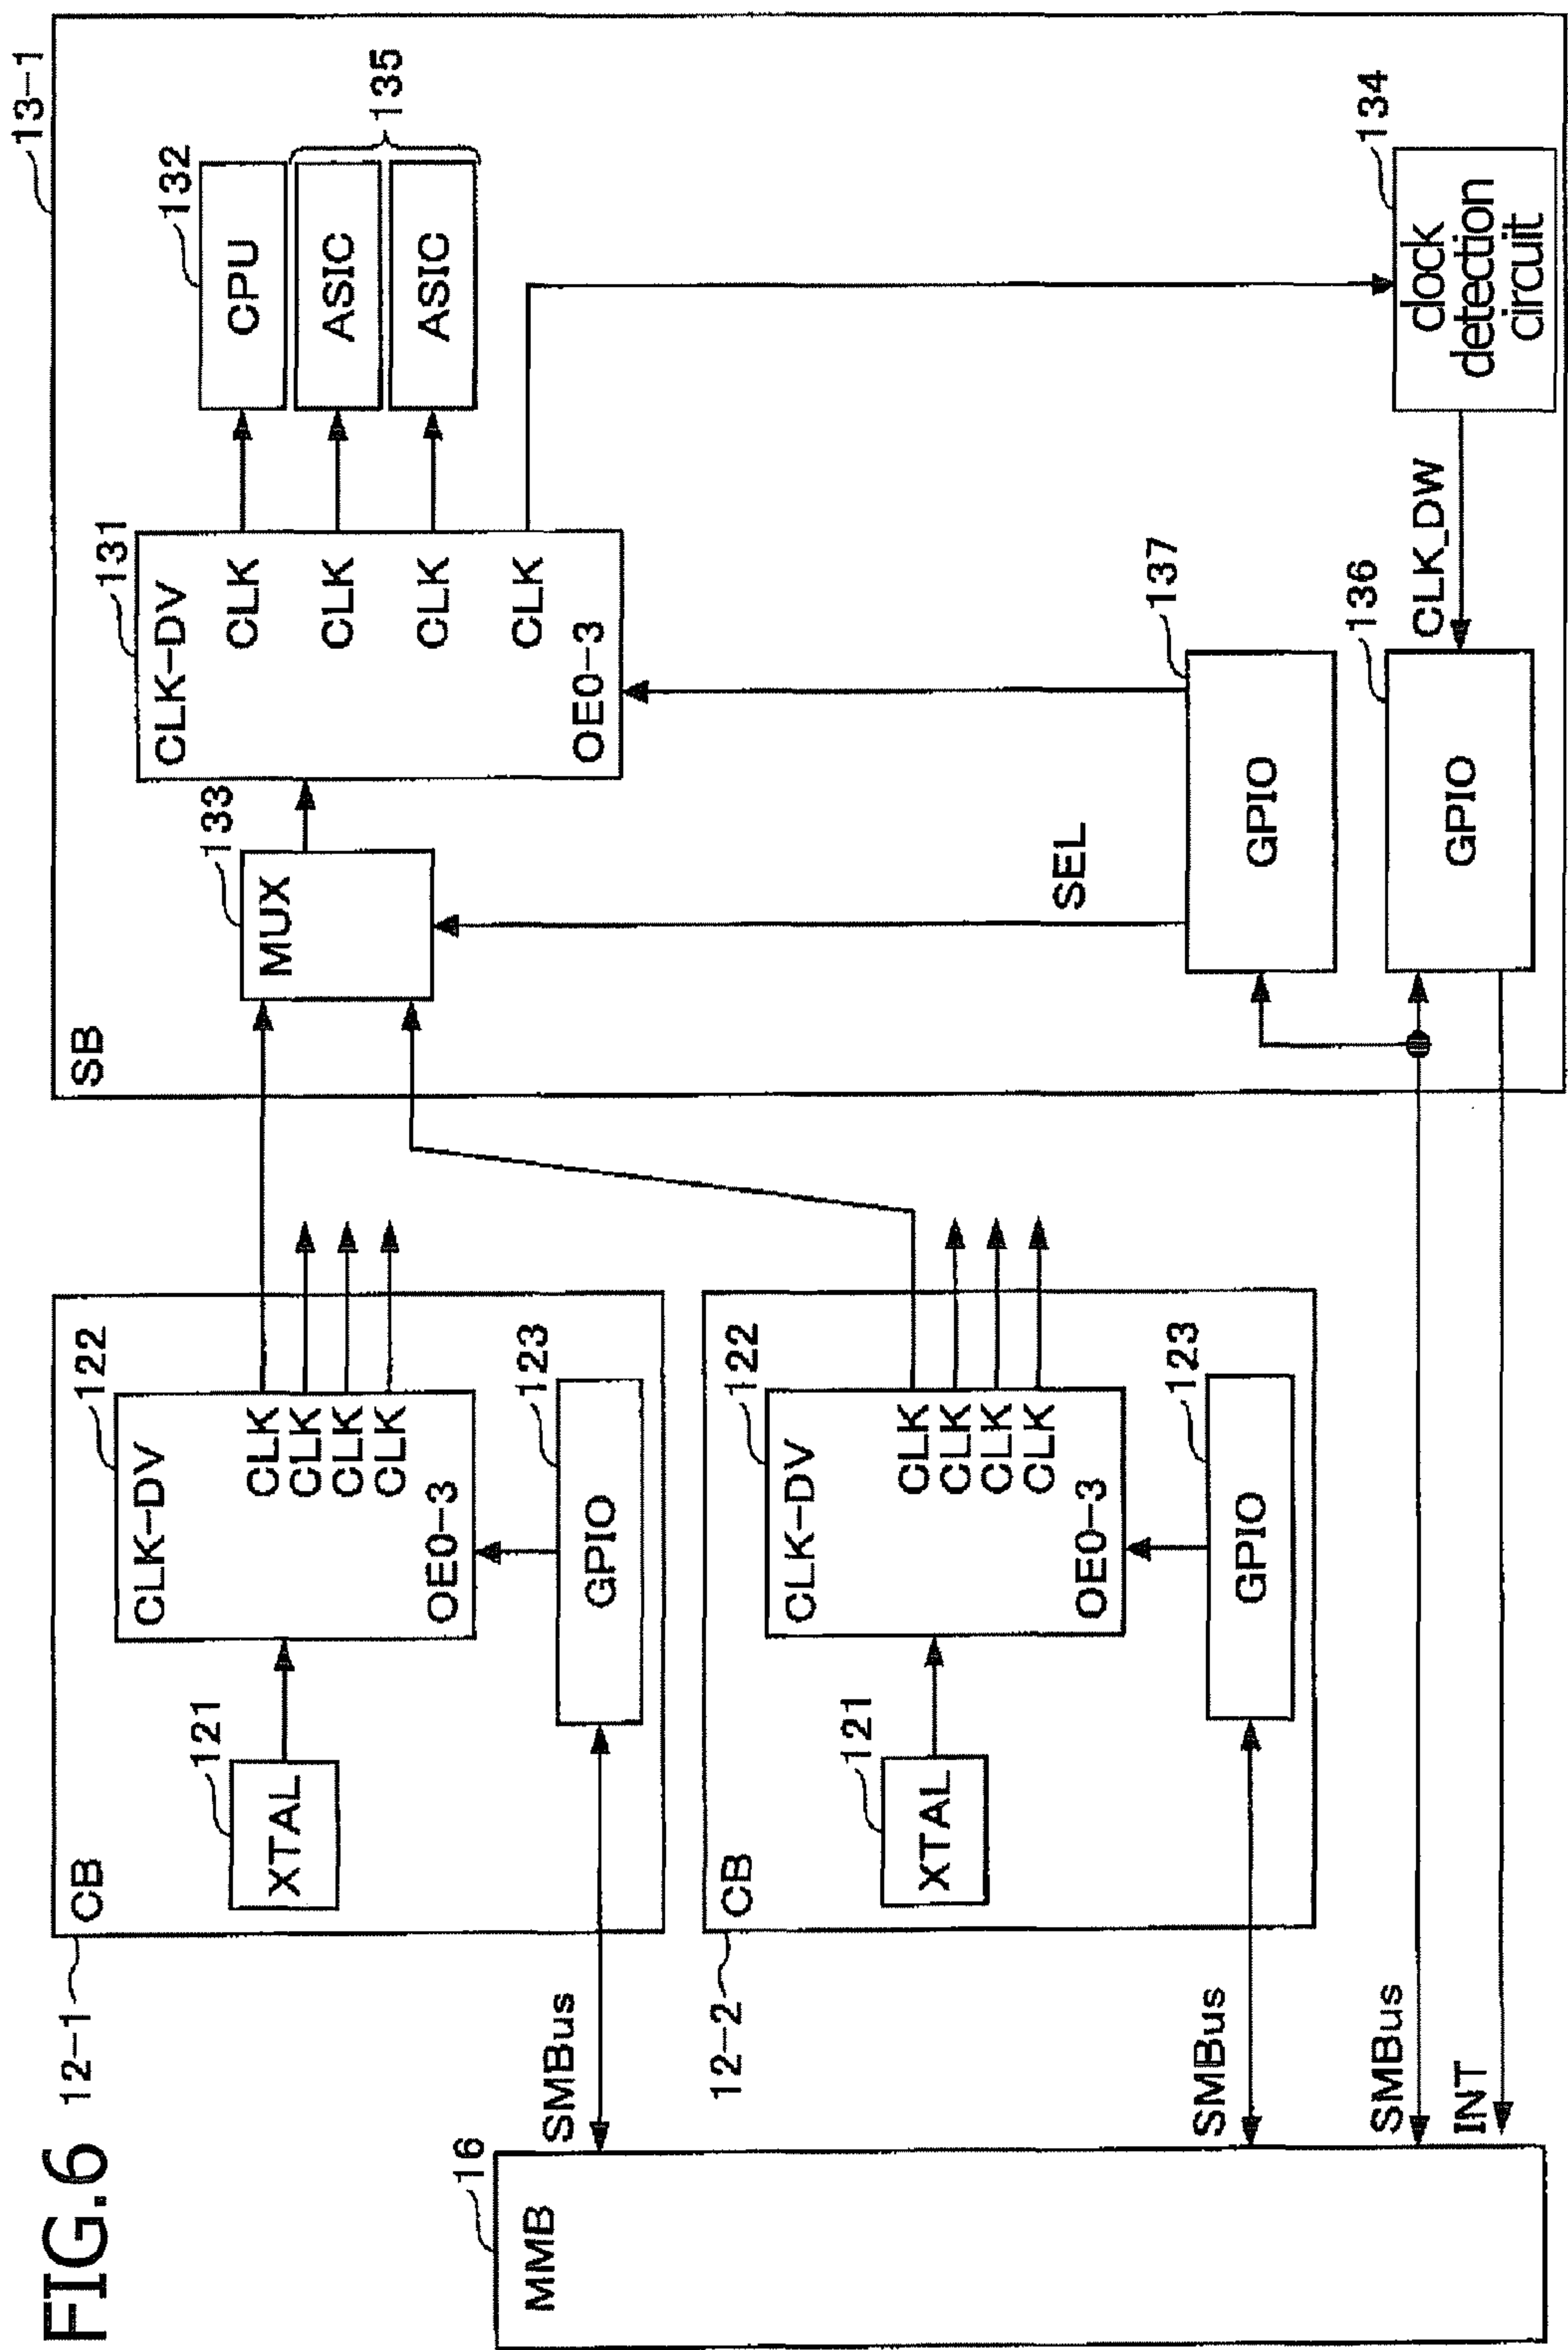 FIG.6
12-1
CB
121
XTAL
122
CLK-DV
CLK
CLK
CLK
CLK
OE0-3
123
GPIO
SMBus
12-2
CB
121
XTAL
122
CLK-DV
CLK
CLK
CLK
CLK
OE0-3
123
GPIO
SMBus
16
MMB
SMBus
INT
13-1
SB
133
MUX
131
CLK-DV
CLK
CLK
CLK
CLK
OE0-3
132
CPU
ASIC
ASIC
135
SEL
137
GPIO
136
GPIO
CLK_DW
134
clock
detection
circuit